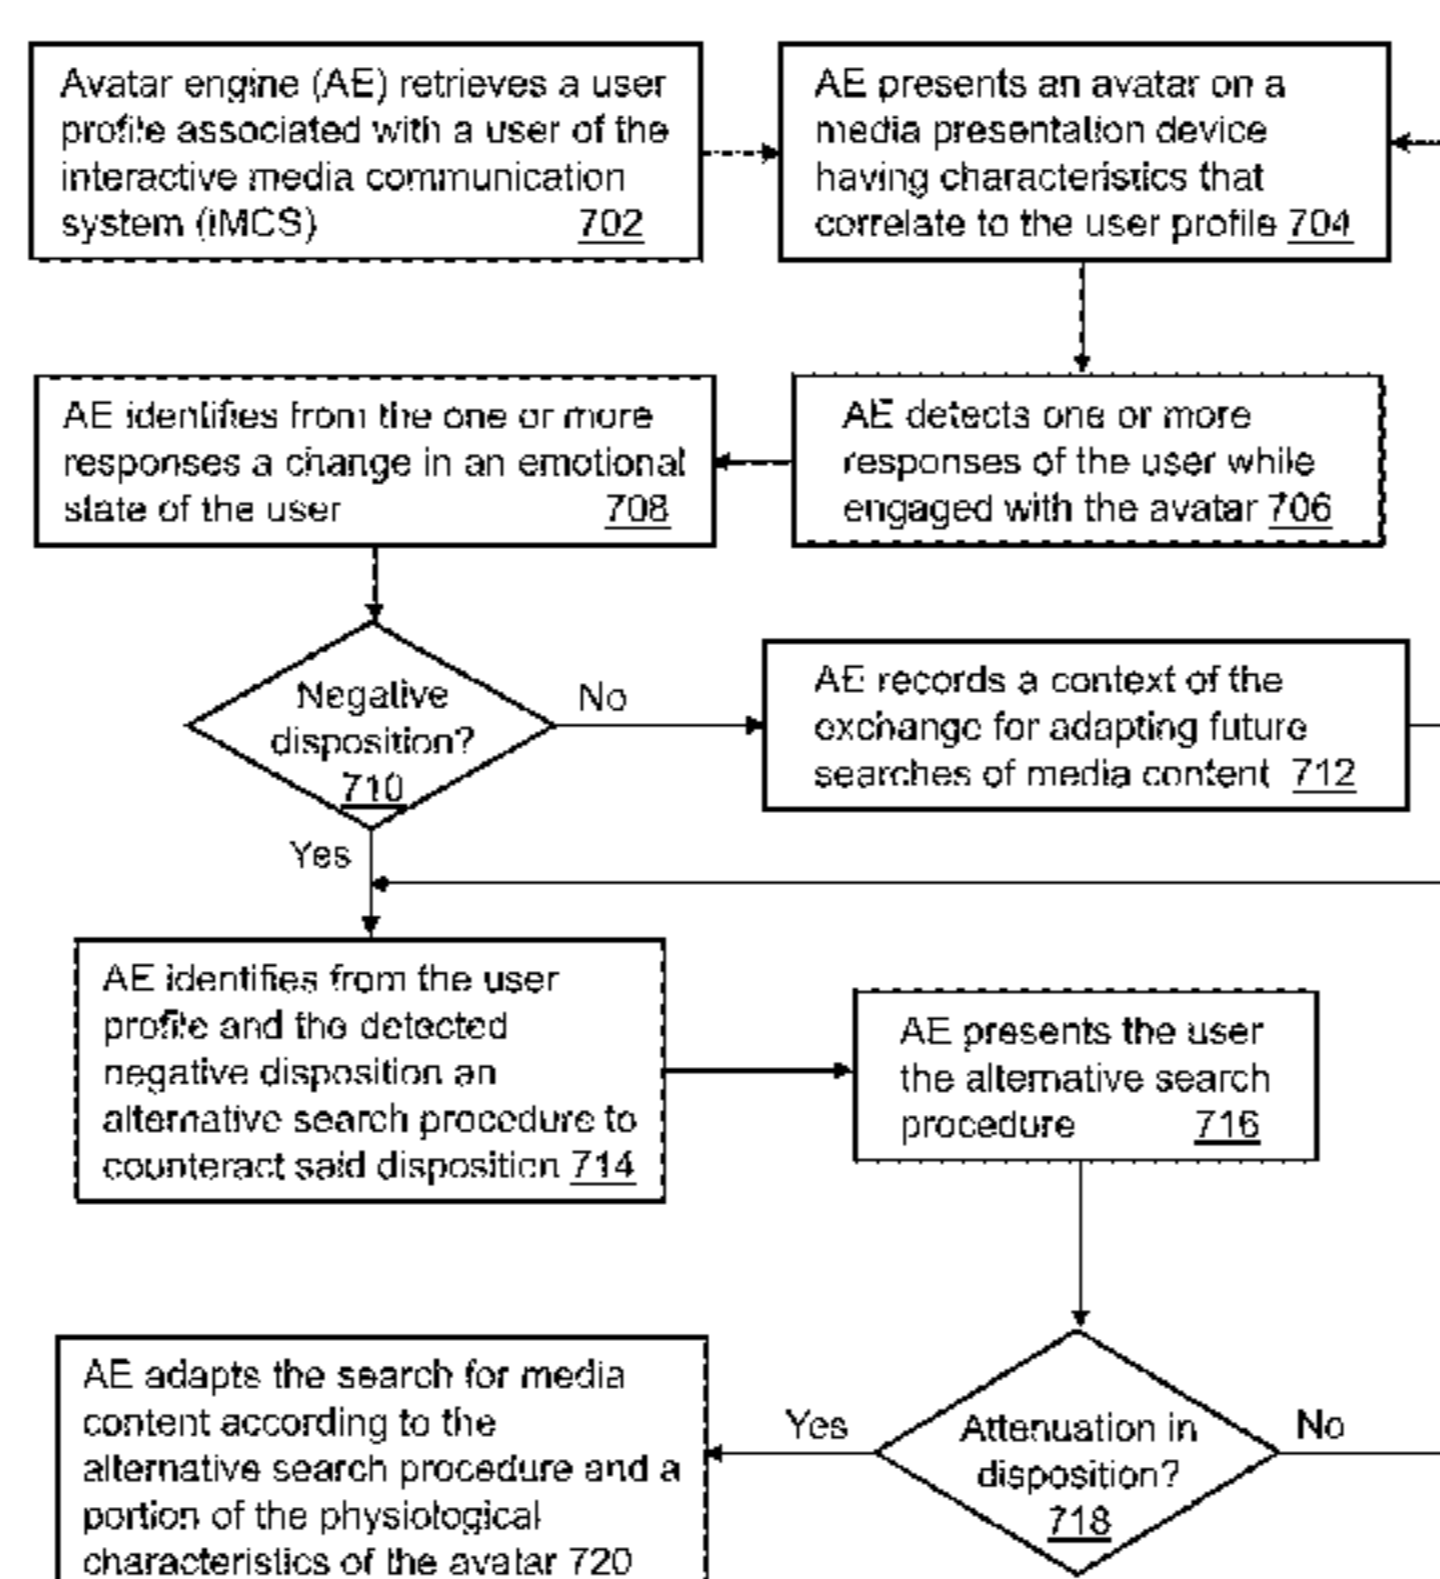 Avatar engine (AE) retrieves a user
profile associated with a user of the
interactive media communication
system (iMCS) 702
AE presents an avatar on a
media presentation device
having characteristics that
correlate to the user profile 704
AE identifies from the one or more
responses a change in an emotional
state of the user 708
AE detects one or more
responses of the user while
engaged with the avatar 706
Negative
disposition?
710
No
AE records a context of the
exchange for adapting future
searches of media content 712
Yes
AE identifies from the user
profile and the detected
negative disposition an
alternative search procedure to
counteract said disposition 714
AE presents the user
the alternative search
procedure 716
AE adapts the search for media
content according to the
alternative search procedure and a
portion of the physiological
characteristics of the avatar 720
Yes
Attenuation in
disposition?
718
No